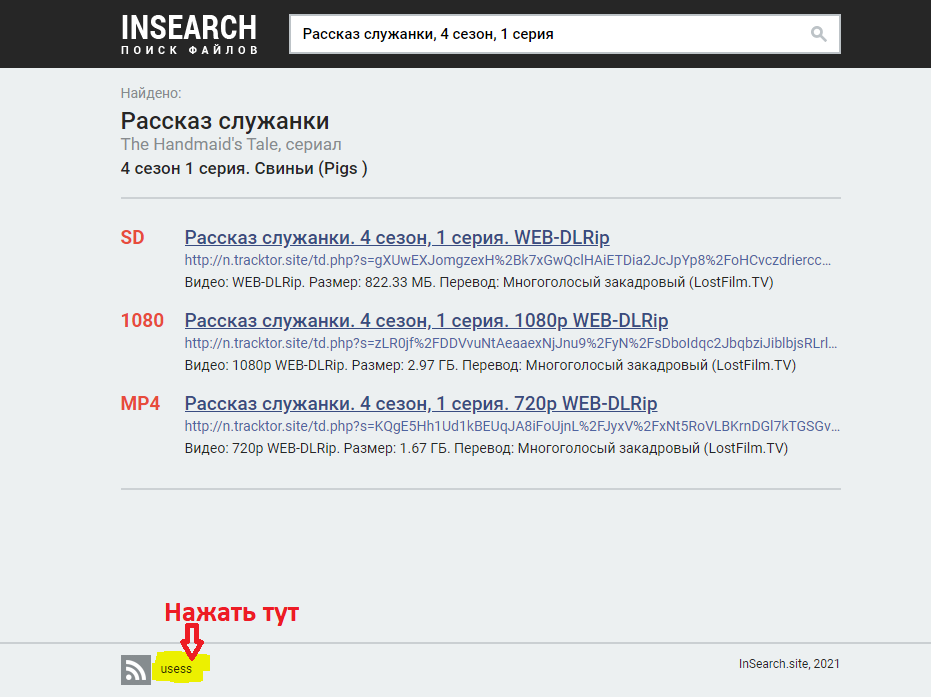 INSEARCH
ПОИСК ФАЙЛОВ
Рассказ служанки, 4 сезон, 1 серия
Найдено:
Рассказ служанки
The Handmaid's Tale, сериал
4 сезон 1 серия. Свиньи (Pigs )
SD
Рассказ служанки. 4 сезон, 1 серия. WEB-DLRip
http://n.tracktor.site/td.php?s=gXUwEXJomgzexH%2Bk7xGwQclHAiETDia2JcJpYp8%2FoHCvczdriercc...
Видео: WEB-DLRip. Размер: 822.33 МБ. Перевод: Многоголосый закадровый (LostFilm.TV)
1080
Рассказ служанки. 4 сезон, 1 серия. 1080p WEB-DLRip
http://n.tracktor.site/td.php?s=zLR0jf%2FDDVvuNtAeaaexNjJnu9%2FyN%2FsDboIdqc2JbqbziJiblbjsRLrl...
Видео: 1080p WEB-DLRip. Размер: 2.97 ГБ. Перевод: Многоголосый закадровый (LostFilm.TV)
MP4
Рассказ служанки. 4 сезон, 1 серия. 720p WEB-DLRip
http://n.tracktor.site/td.php?s=KQgE5Hh1Ud1kBEUqJA8iFoUjnL%2FJyxV%2FxNt5RoVLBKrnDGl7kTGSGv...
Видео: 720p WEB-DLRip. Размер: 1.67 ГБ. Перевод: Многоголосый закадровый (LostFilm.TV)
Нажать тут
usess
InSearch.site, 2021